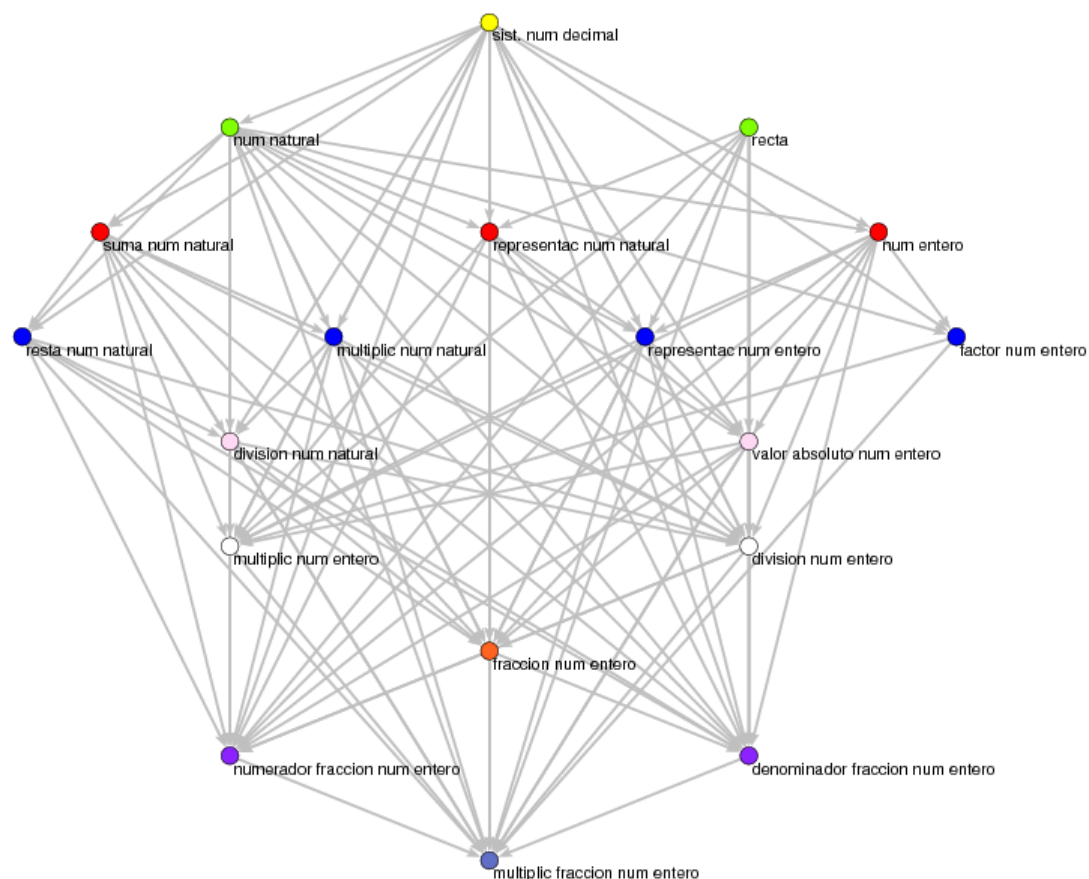 sist. num decimal
num natural
recta
suma num natural
representac num natural
num entero
resta num natural
multiplic num natural
representac num entero
factor num entero
division num natural
valor absoluto num entero
multiplic num entero
division num entero
fraccion num entero
numerador fraccion num entero
denominador fraccion num entero
multiplic fraccion num entero